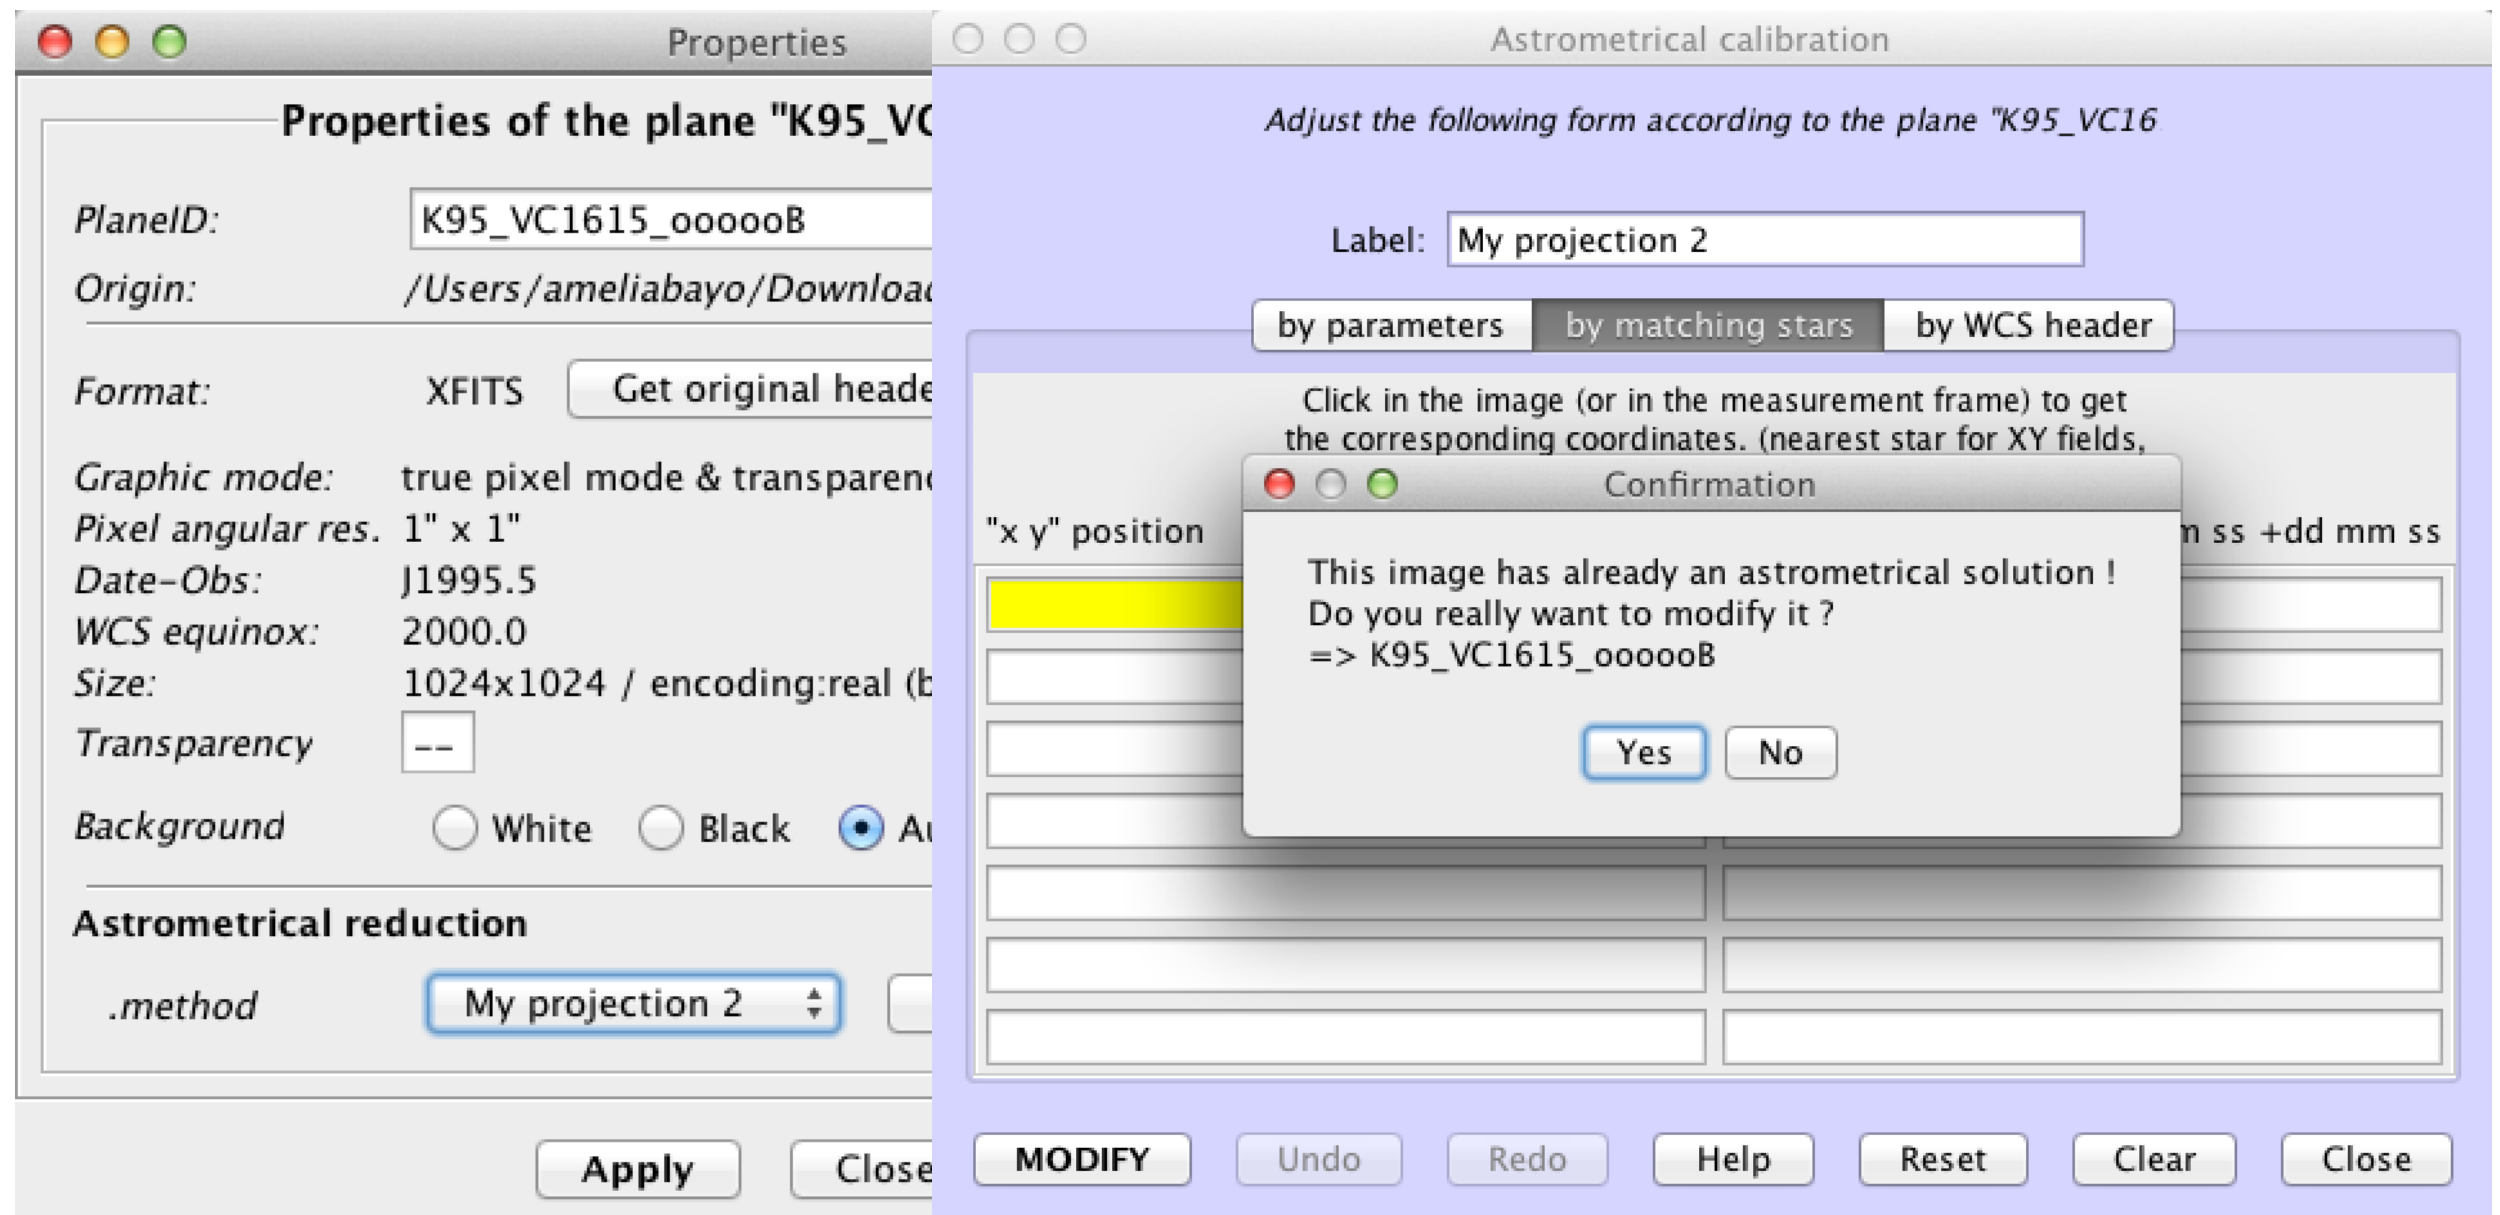 Properties
Properties of the plane "K95_VC
PlaneID:
K95_VC1615_oooooB
Origin:
/Users/ameliabayo/Downloa
Format:
XFITS
Get original heade
Graphic mode:
true pixel mode & transparen
Pixel angular res.
1" x 1"
Date-Obs:
J1995.5
WCS equinox:
2000.0
Size:
1024x1024 / encoding:real (b
Transparency
--
Background
White
Black
Au
Astrometrical reduction
.method
My projection 2
Apply
Close
Astrometrical calibration
Adjust the following form according to the plane "K95_VC16
Label:
My projection 2
by parameters
by matching stars
by WCS header
Click in the image (or in the measurement frame) to get
the corresponding coordinates. (nearest star for XY fields,
"x y" position
m ss +dd mm ss
Confirmation
This image has already an astrometrical solution !
Do you really want to modify it ?
=> K95_VC1615_oooooB
Yes
No
MODIFY
Undo
Redo
Help
Reset
Clear
Close